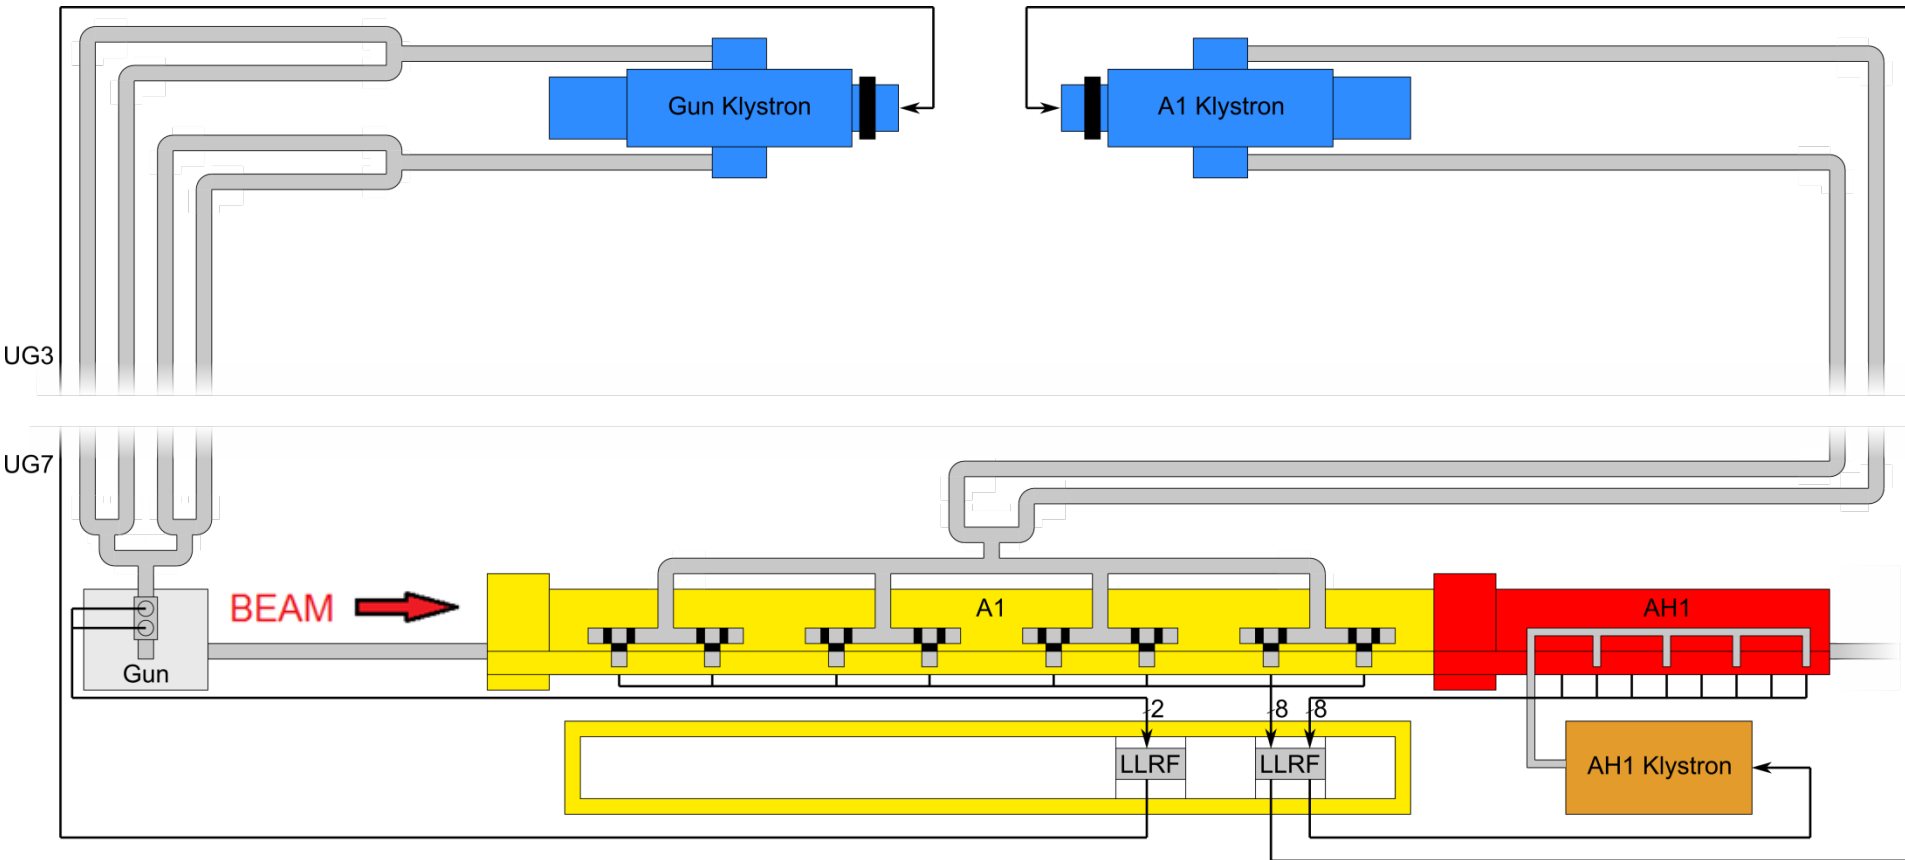 Gun Klystron
A1 Klystron
UG3
UG7
BEAM
A1
AH1
Gun
2
8
8
LLRF
LLRF
AH1 Klystron